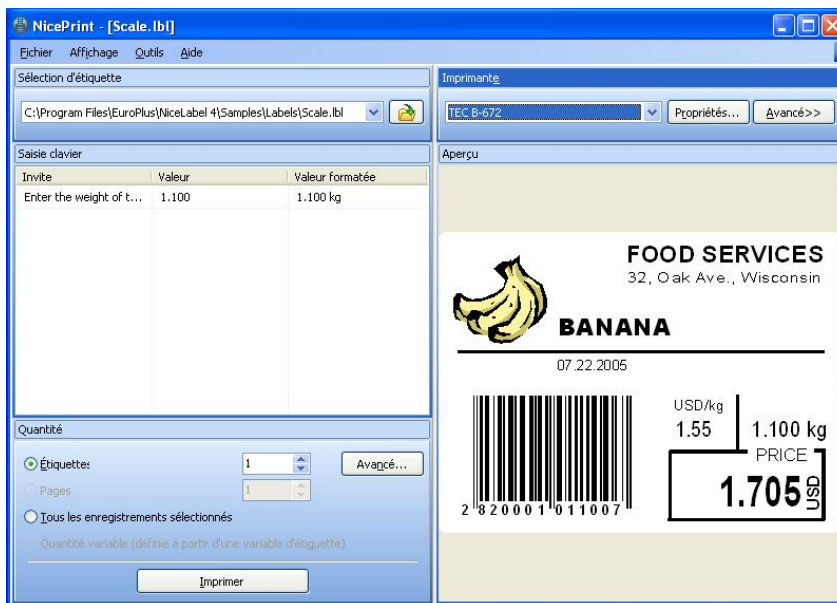 NicePrint - [Scale.lbl]
Fichier Affichage Outils Aide
Sélection d'étiquette
C:\Program Files\EuroPlus\NiceLabel 4\Samples\Labels\Scale.lbl
Saisie clavier
Invite Valeur Valeur formatée
Enter the weight of t... 1.100 1.100 kg
Quantité
Étiquettes 1 Avancé...
Pages 1
Tous les enregistrements sélectionnés
Quantité variable (définie à partir d'une variable d'étiquette)
Imprimer
Imprimante
TEC B-672 Propriétés... Avancé>>
Aperçu
FOOD SERVICES
32, Oak Ave., Wisconsin
BANANA
07.22.2005
USD/kg
1.55 1.100 kg
PRICE
1.705 USD
2 820001 011007